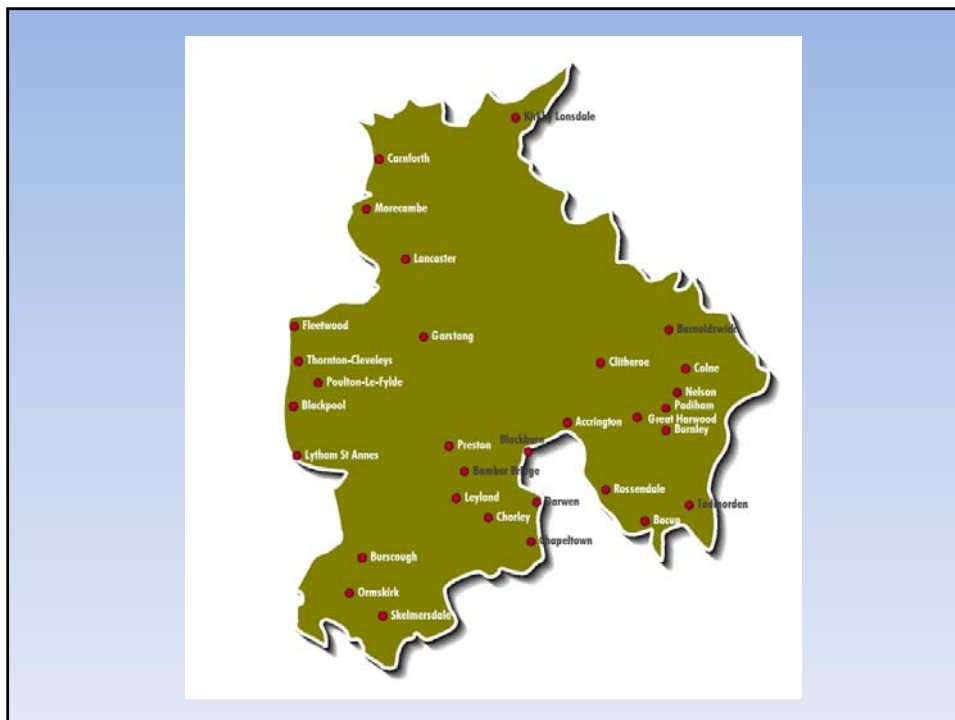 Kirkby Lonsdale
Carnforth
Morecambe
Lancaster
Fleetwood
Garstang
Barnoldswick
Thornton-Cleveleys
Clitheroe
Colne
Poulton-Le-Fylde
Nelson
Blackpool
Padiham
Great Harwood
Accrington
Burnley
Blackburn
Preston
Lytham St Annes
Bamber Bridge
Rossendale
Leyland
Darwen
Todmorden
Chorley
Bacup
Chapeltown
Burscough
Ormskirk
Skelmersdale